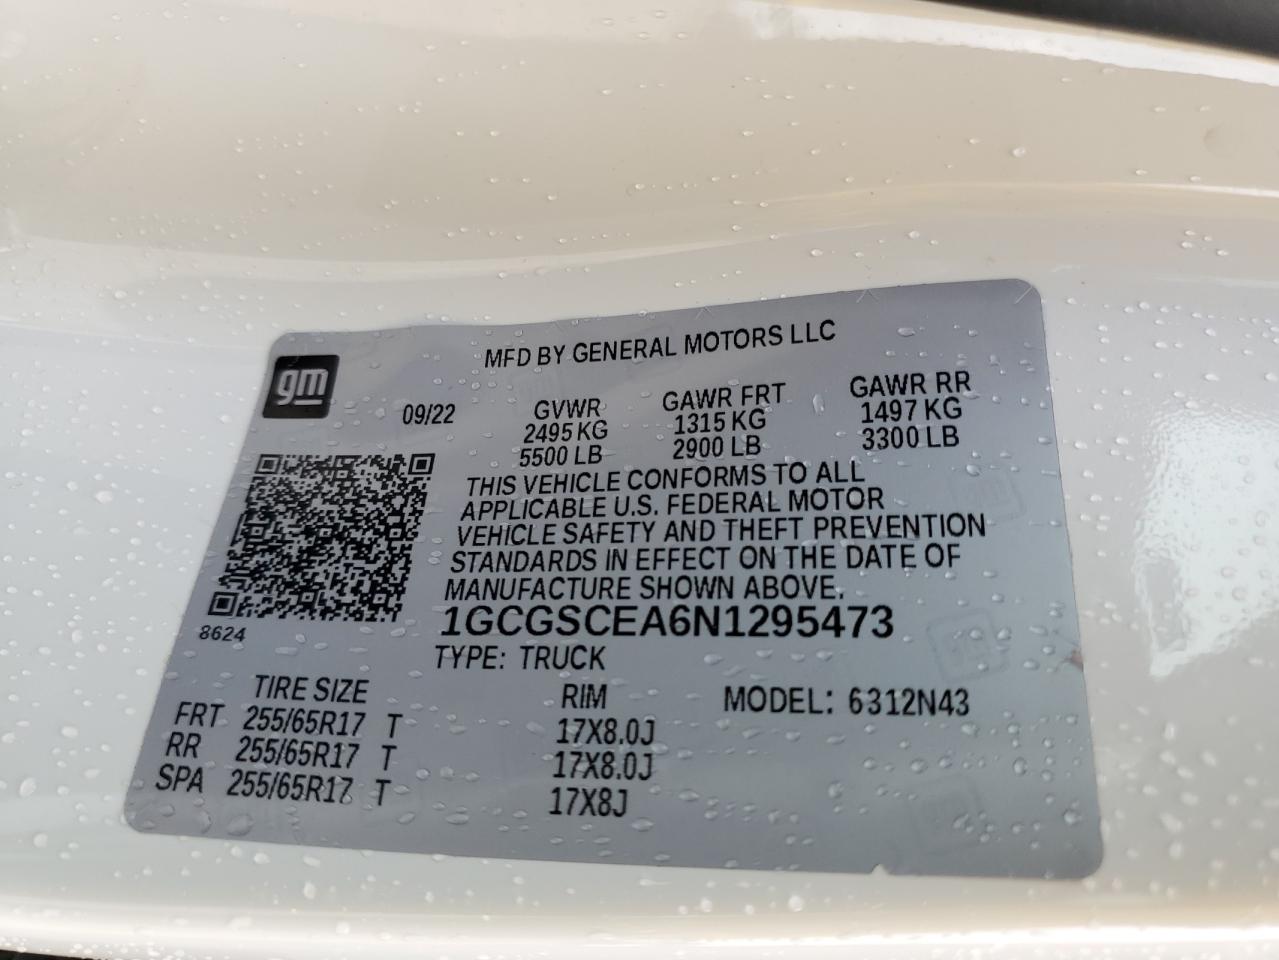 MFD BY GENERAL MOTORS LLC
gm
09/22 GVWR GAWR FRT GAWR RR
2495 KG 1315 KG 1497 KG
5500 LB 2900 LB 3300 LB
THIS VEHICLE CONFORMS TO ALL
APPLICABLE U.S. FEDERAL MOTOR
VEHICLE SAFETY AND THEFT PREVENTION
STANDARDS IN EFFECT ON THE DATE OF
MANUFACTURE SHOWN ABOVE.
8624
1GCGSCEA6N1295473
TYPE: TRUCK
TIRE SIZE RIM MODEL: 6312N43
FRT 255/65R17 T 17X8.0J
RR 255/65R17 T 17X8.0J
SPA 255/65R17 T 17X8J